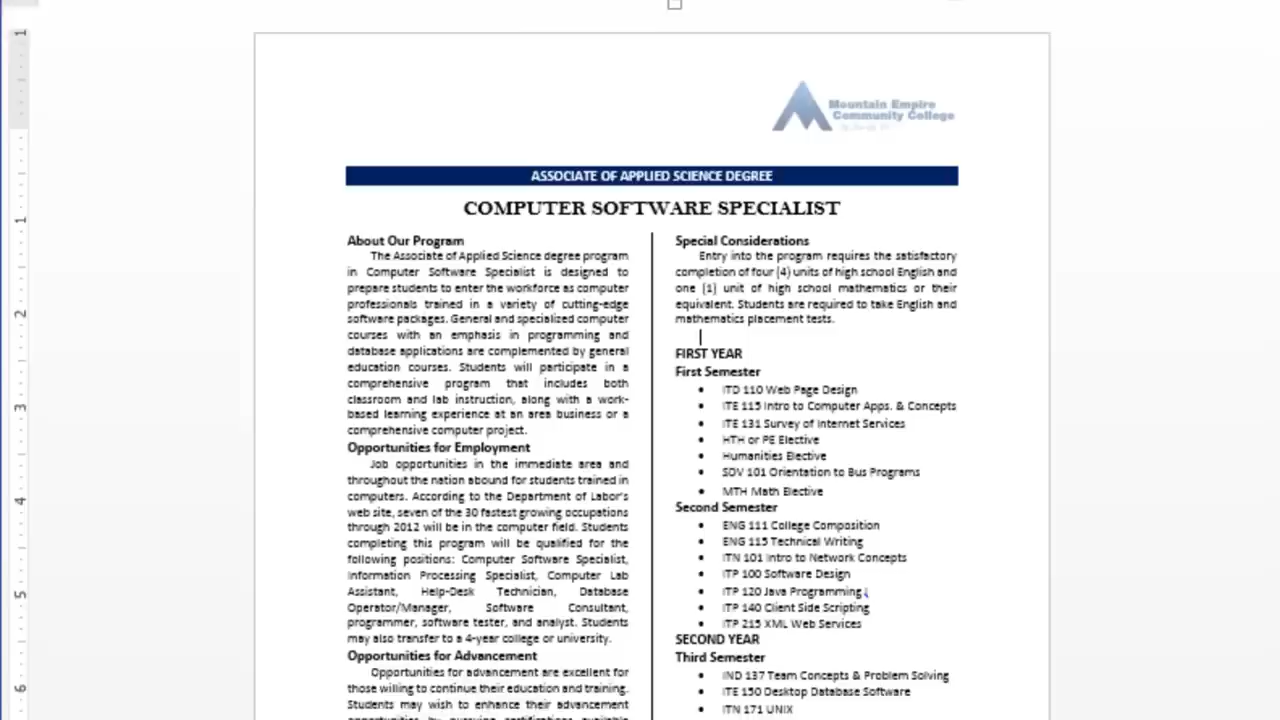 Mountain Empire
Community College
ASSOCIATE OF APPLIED SCIENCE DEGREE
COMPUTER SOFTWARE SPECIALIST
About Our Program
The Associate of Applied Science degree program
in Computer Software Specialist is designed to
prepare students to enter the workforce as computer
professionals trained in a variety of cutting-edge
software packages. General and specialized computer
courses with an emphasis in programming and
database applications are complemented by general
education courses. Students will participate in a
comprehensive program that includes both
classroom and lab instruction, along with a work-
based learning experience at an area business or a
comprehensive computer project.
Opportunities for Employment
Job opportunities in the immediate area and
throughout the nation abound for students trained in
computers. According to the Department of Labor's
web site, seven of the 30 fastest growing occupations
through 2012 will be in the computer field. Students
completing this program will be qualified for the
following positions: Computer Software Specialist,
Information Processing Specialist, Computer Lab
Assistant, Help-Desk Technician, Database
Operator/Manager, Software Consultant,
programmer, software tester, and analyst. Students
may also transfer to a 4-year college or university.
Opportunities for Advancement
Opportunities for advancement are excellent for
those willing to continue their education and training.
Students may wish to enhance their advancement
opportunities by pursuing certifications available
Special Considerations
Entry into the program requires the satisfactory
completion of four (4) units of high school English and
one (1) unit of high school mathematics or their
equivalent. Students are required to take English and
mathematics placement tests.
FIRST YEAR
First Semester
• ITD 110 Web Page Design
• ITE 115 Intro to Computer Apps. & Concepts
• ITE 131 Survey of Internet Services
• HTH or PE Elective
• Humanities Elective
• SDV 101 Orientation to Bus Programs
• MTH Math Elective
Second Semester
• ENG 111 College Composition
• ENG 115 Technical Writing
• ITN 101 Intro to Network Concepts
• ITP 100 Software Design
• ITP 120 Java Programming
• ITP 140 Client Side Scripting
• ITP 215 XML Web Services
SECOND YEAR
Third Semester
• IND 137 Team Concepts & Problem Solving
• ITE 150 Desktop Database Software
• ITN 171 UNIX
1
1
2
3
4
5
6